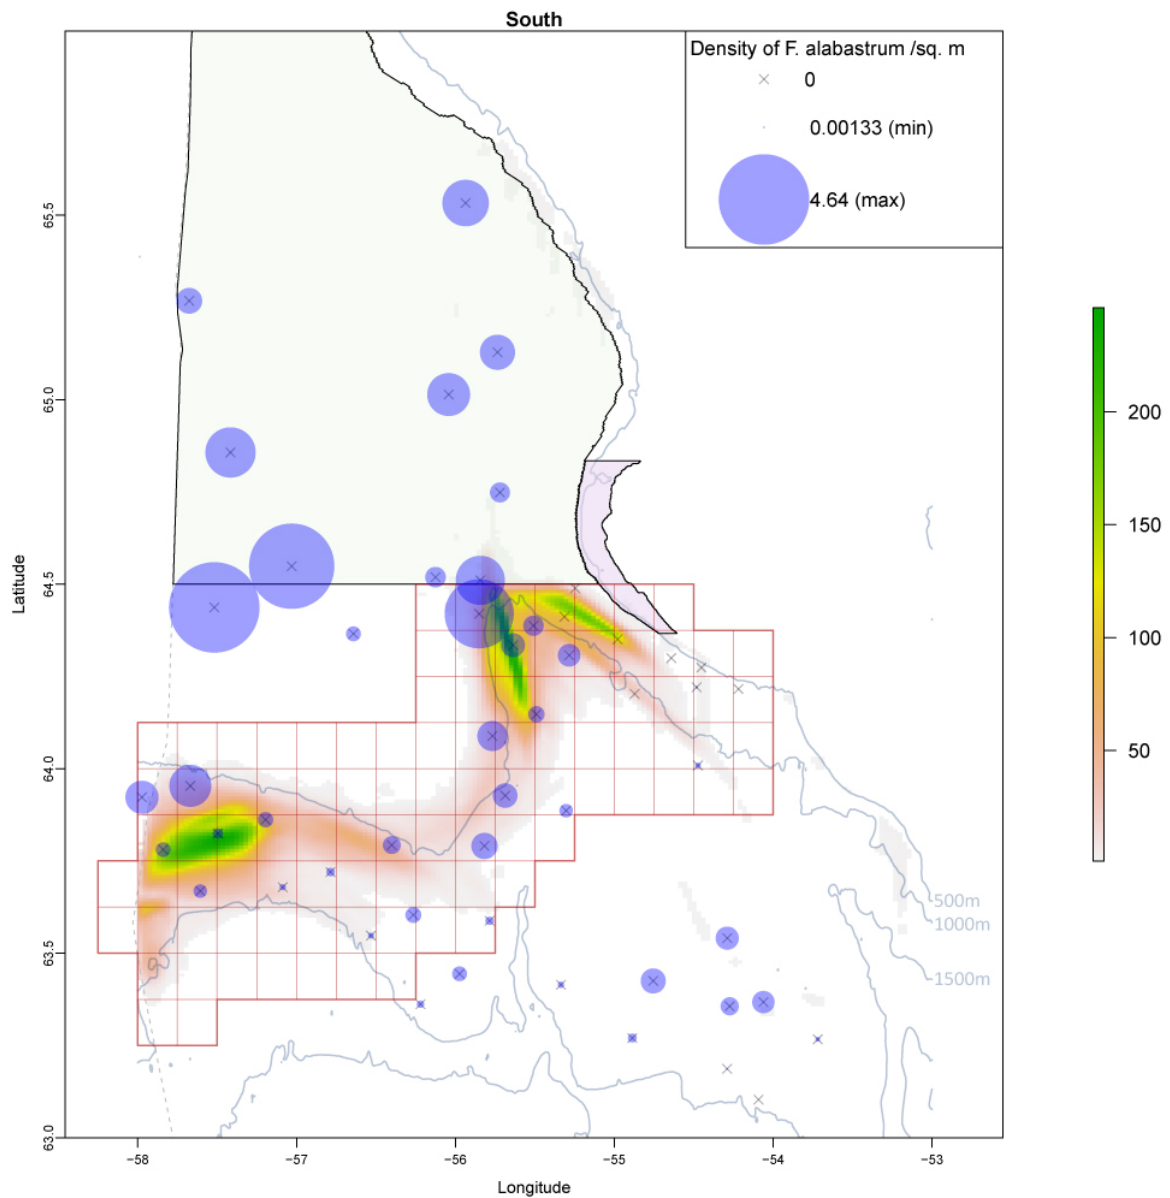 South
Density of F. alabastrum /sq. m
0
0.00133 (min)
4.64 (max)
65.5
65.0
64.5
64.0
63.5
63.0
Latitude
200
150
100
50
500m
1000m
1500m
−58
−57
−56
−55
−54
−53
Longitude